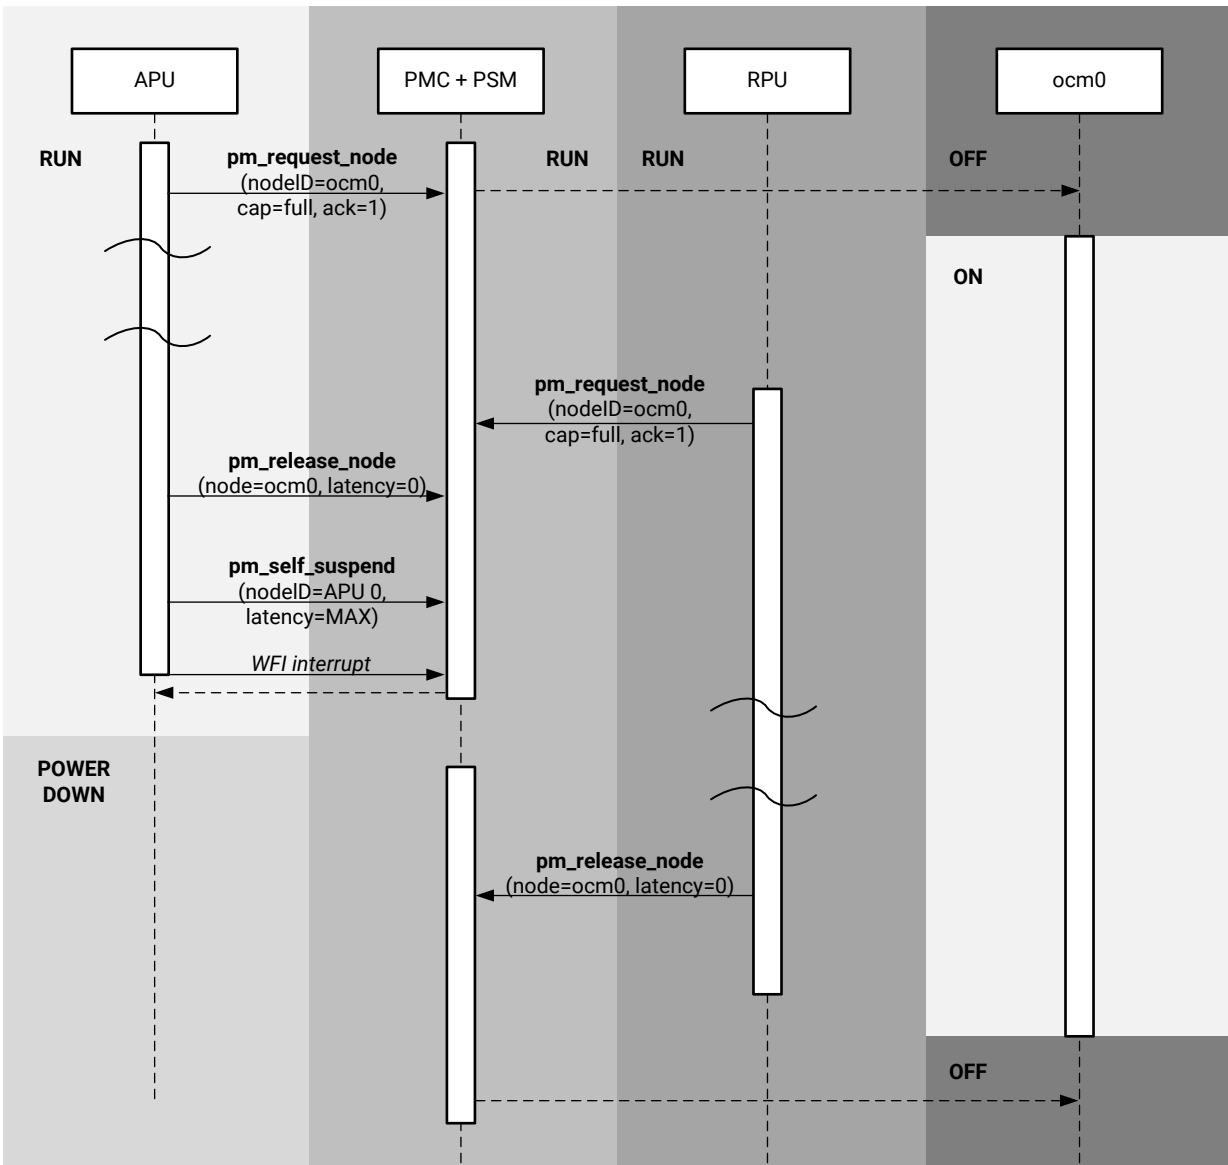 APU
PMC + PSM
RPU
ocm0
RUN
pm_request_node
(nodeID=ocm0,
cap=full, ack=1)
RUN
RUN
OFF
ON
pm_request_node
(nodeID=ocm0,
cap=full, ack=1)
pm_release_node
(node=ocm0, latency=0)
pm_self_suspend
(nodeID=APU 0,
latency=MAX)
WFI interrupt
POWER
DOWN
pm_release_node
(node=ocm0, latency=0)
OFF